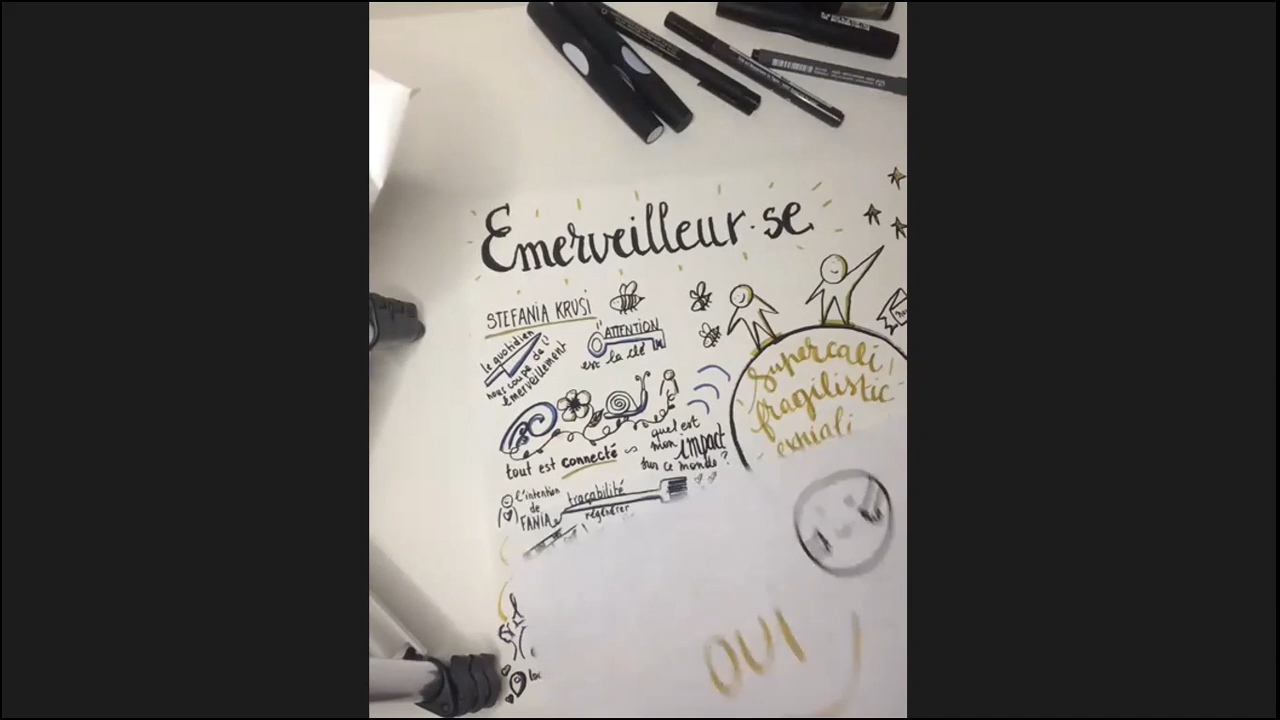 Emerveilleur·se
STEFANIA KRUSI
le quotidien
nous coupe de l'
émerveillement
l'ATTENTION
est la clé
Supercali
fragilistic
expiali
tout est connecté
quel est
mon impact
sur ce monde ?
l'intention
de
FANIA
traçabilité
régénérer
OUI